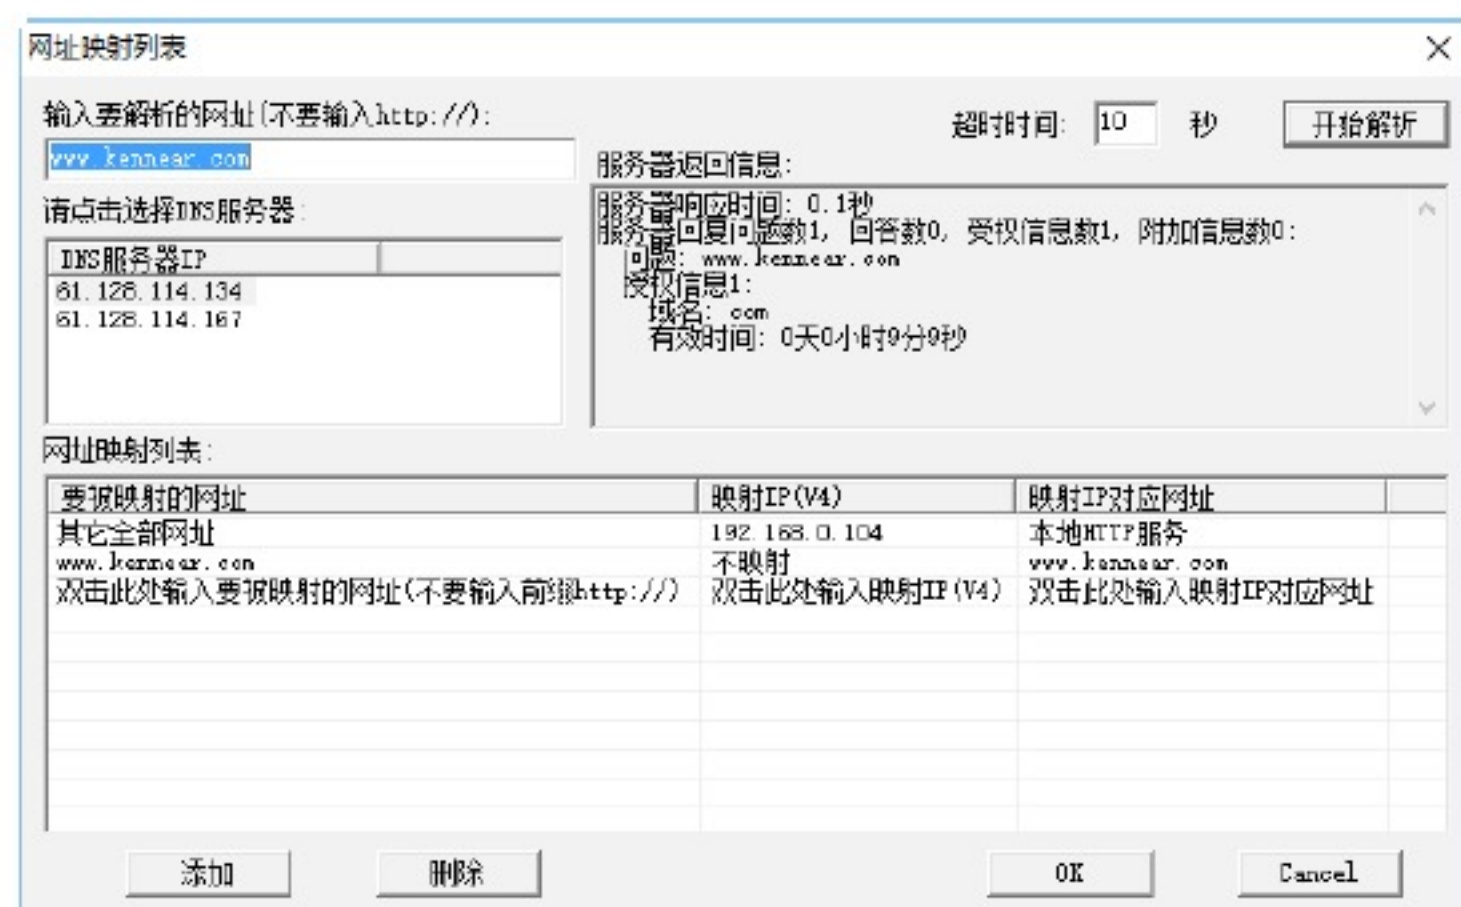 网址映射列表
输入要解析的网址(不要输入http://):
超时时间: 10 秒 开始解析
www.kennear.com
服务器返回信息:
请点击选择DNS服务器:
服务器响应时间: 0.1秒
服务器回复问题数1, 回答数0, 受权信息数1, 附加信息数0:
问题: www.kennear.com
授权信息1:
域名: com
有效时间: 0天0小时9分9秒
DNS服务器IP
61.128.114.134
61.128.114.167
网址映射列表:
要被映射的网址 映射IP(V4) 映射IP对应网址
其它全部网址 192.168.0.104 本地HTTP服务
www.kennear.com 不映射 www.kennear.com
双击此处输入要被映射的网址(不要输入前缀http://) 双击此处输入映射IP(V4) 双击此处输入映射IP对应网址
添加 删除 OK Cancel